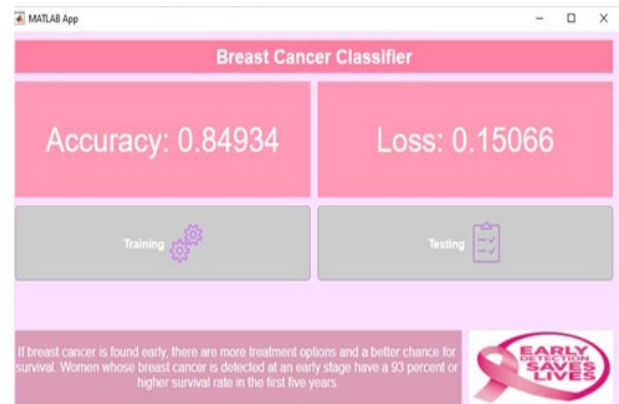 MATLAB App
Breast Cancer Classifier
Accuracy: 0.84934
Loss: 0.15066
Training
Testing
If breast cancer is found early, there are more treatment options and a better chance for
survival. Women whose breast cancer is detected at an early stage have a 93 percent or
higher survival rate in the first five years.
EARLY
DETECTION
SAVES
LIVES